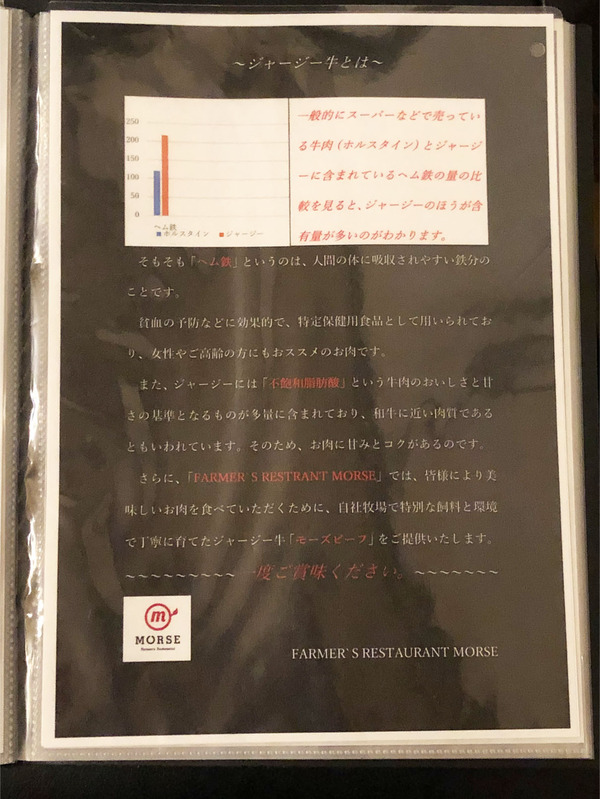 ～ジャージー牛とは～
250
200
150
100
50
0
ヘム鉄
■ホルスタイン ■ジャージー
一般的にスーパーなどで売ってい
る牛肉（ホルスタイン）とジャージ
ーに含まれているヘム鉄の量の比
較を見ると、ジャージーのほうが含
有量が多いのがわかります。
そもそも「ヘム鉄」というのは、人間の体に吸収されやすい鉄分の
ことです。
貧血の予防などに効果的で、特定保健用食品として用いられてお
り、女性やご高齢の方にもおススメのお肉です。
また、ジャージーには「不飽和脂肪酸」という牛肉のおいしさと甘
さの基準となるものが多量に含まれており、和牛に近い肉質である
ともいわれています。そのため、お肉に甘みとコクがあるのです。
さらに、「FARMER`S RESTRANT MORSE」では、皆様により美
味しいお肉を食べていただくために、自社牧場で特別な飼料と環境
で丁寧に育てたジャージー牛「モーズビーフ」をご提供いたします。
～～～～～～～～～一度ご賞味ください。～～～～～～～
m
MORSE
Farmers Restaurant
FARMER`S RESTAURANT MORSE